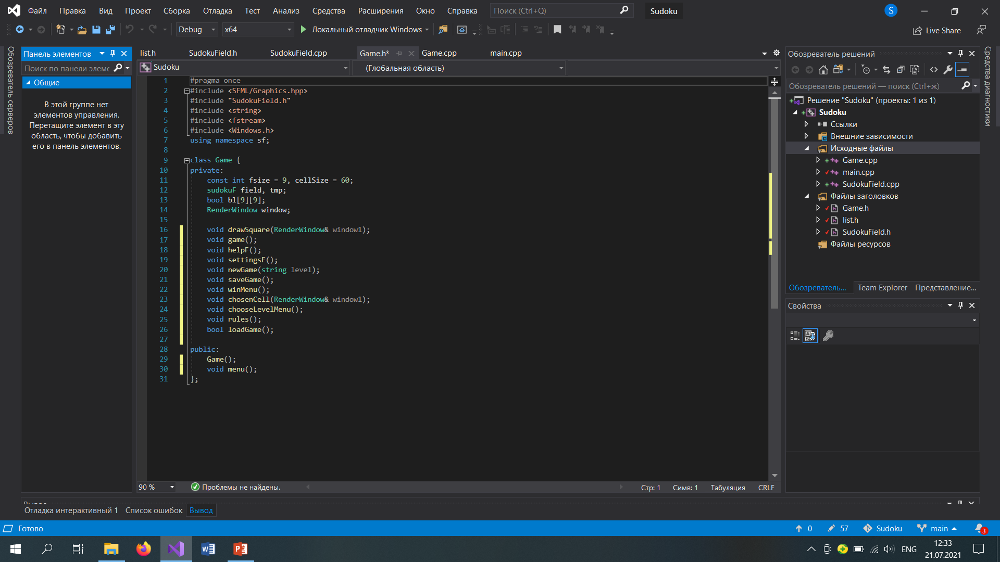 Файл Правка Вид Проект Сборка Отладка Тест Анализ Средства Расширения Окно Справка Поиск (Ctrl+Q) Sudoku S
Debug x64 Локальный отладчик Windows Live Share
Обозреватель серверов
Панель элементов
Поиск по панели элеме
Общие
В этой группе нет
элементов управления.
Перетащите элемент в эту
область, чтобы добавить
его в панель элементов.
list.h SudokuField.h SudokuField.cpp Game.h* Game.cpp main.cpp
Sudoku (Глобальная область)
1 #pragma once
2 #include <SFML/Graphics.hpp>
3 #include "SudokuField.h"
4 #include <string>
5 #include <fstream>
6 #include <Windows.h>
7 using namespace sf;
8
9 class Game {
10 private:
11 const int fsize = 9, cellSize = 60;
12 sudokuF field, tmp;
13 bool bl[9][9];
14 RenderWindow window;
15
16 void drawSquare(RenderWindow& window1);
17 void game();
18 void helpF();
19 void settingsF();
20 void newGame(string level);
21 void saveGame();
22 void winMenu();
23 void chosenCell(RenderWindow& window1);
24 void chooseLevelMenu();
25 void rules();
26 bool loadGame();
27
28 public:
29 Game();
30 void menu();
31 };
90 % Проблемы не найдены. Стр: 1 Симв: 1 Табуляция CRLF
Обозреватель решений
Обозреватель решений — поиск (Ctrl+ж)
Решение "Sudoku" (проекты: 1 из 1)
Sudoku
Ссылки
Внешние зависимости
Исходные файлы
Game.cpp
main.cpp
SudokuField.cpp
Файлы заголовков
Game.h
list.h
SudokuField.h
Файлы ресурсов
Обозреватель... Team Explorer Представление...
Свойства
Средства диагностики
Вывод
Отладка интерактивный 1 Список ошибок Вывод
Готово 0 57 Sudoku main 3
ENG
12:33
21.07.2021